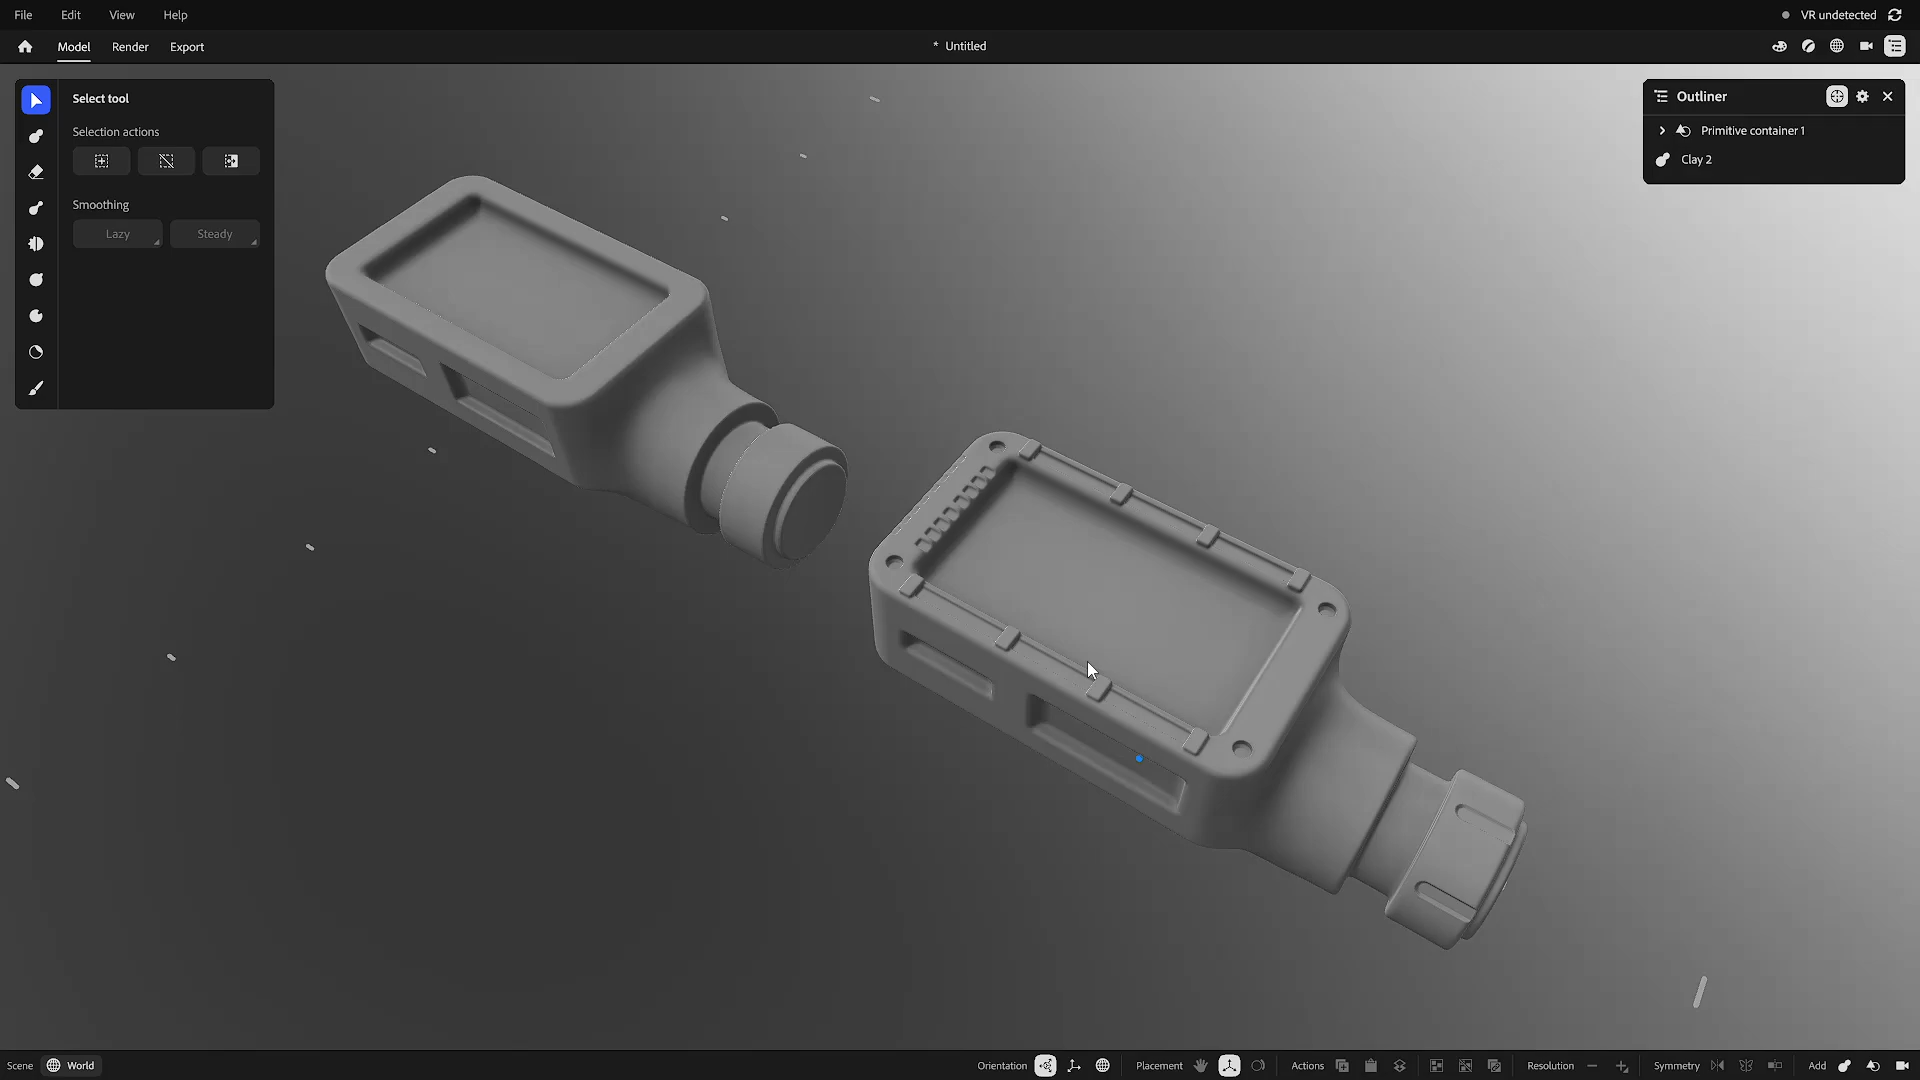 File Edit View Help
VR undetected
Model Render Export
* Untitled
Select tool
Selection actions
Smoothing
Lazy Steady
Outliner
Primitive container 1
Clay 2
Scene World
Orientation Placement Actions Resolution Symmetry Add